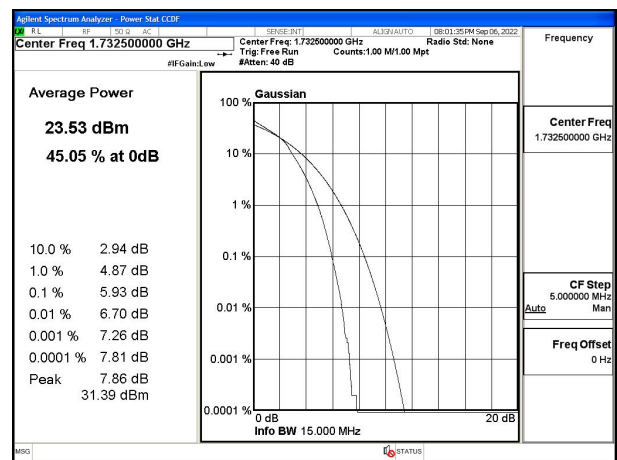 Agilent Spectrum Analyzer - Power Stat CCDF
RL RF 50 Ω AC SENSE:INT ALIGN AUTO 08:01:35 PM Sep 06, 2022
Center Freq 1.732500000 GHz
Center Freq: 1.732500000 GHz Radio Std: None
Trig: Free Run Counts:1.00 M/1.00 Mpt
#IFGain:Low #Atten: 40 dB
Frequency
Average Power
23.53 dBm
45.05 % at 0dB
10.0 % 2.94 dB
1.0 % 4.87 dB
0.1 % 5.93 dB
0.01 % 6.70 dB
0.001 % 7.26 dB
0.0001 % 7.81 dB
Peak 7.86 dB
31.39 dBm
Gaussian
100 %
10 %
1 %
0.1 %
0.01 %
0.001 %
0.0001 %
0 dB 20 dB
Info BW 15.000 MHz
Center Freq
1.732500000 GHz
CF Step
5.000000 MHz
Auto Man
Freq Offset
0 Hz
MSG STATUS